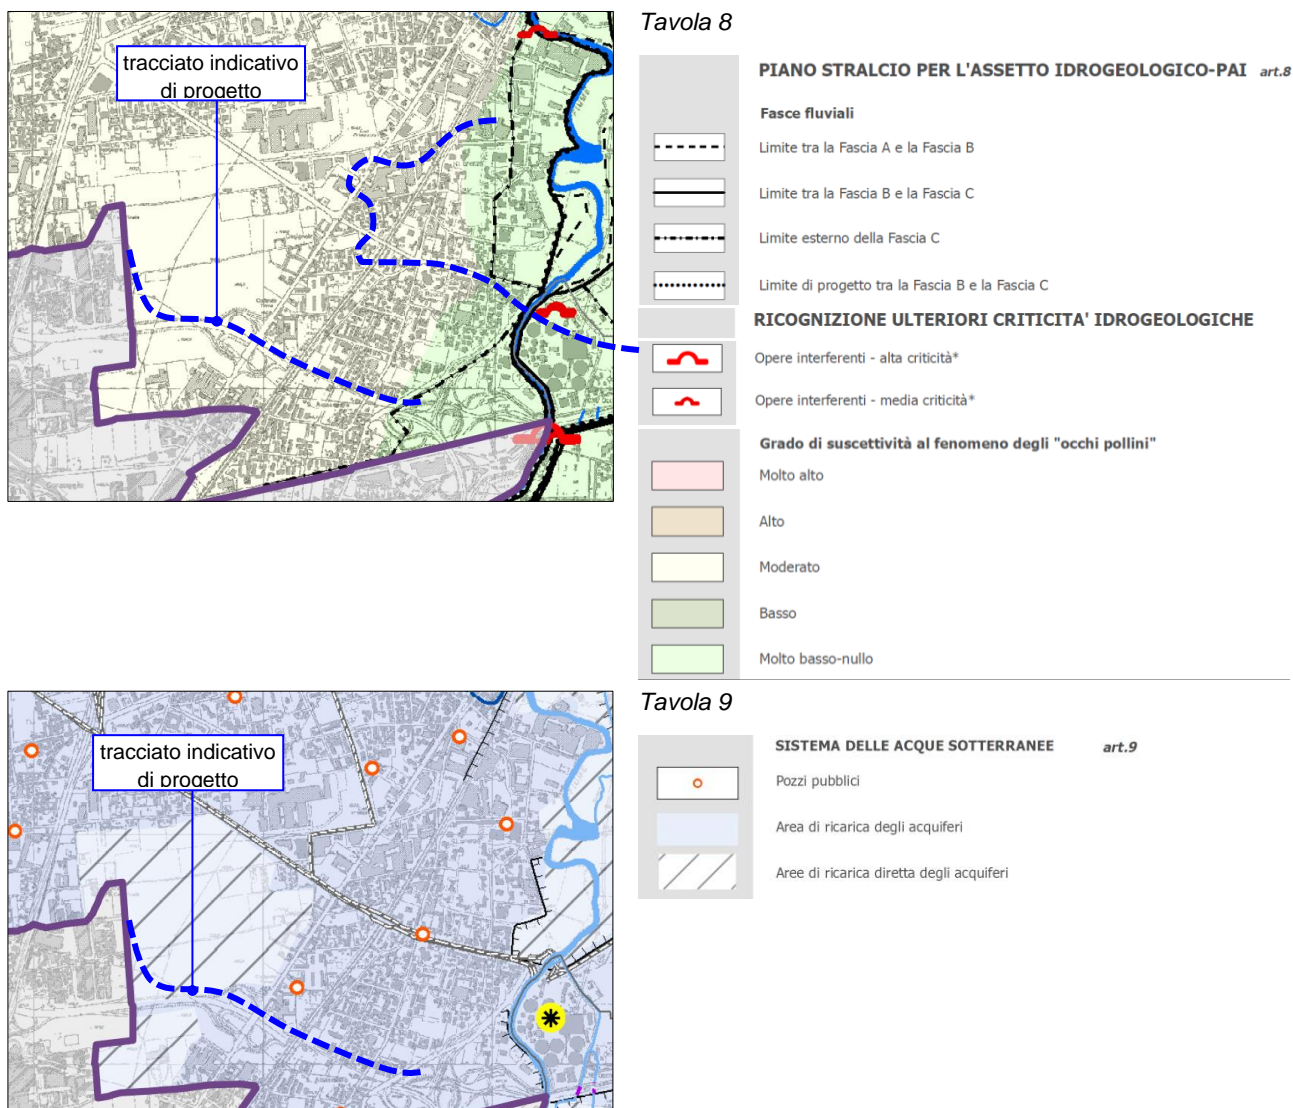 Tavola 8
tracciato indicativo
di progetto
PIANO STRALCIO PER L'ASSETTO IDROGEOLOGICO-PAI art.8
Fasce fluviali
Limite tra la Fascia A e la Fascia B
Limite tra la Fascia B e la Fascia C
Limite esterno della Fascia C
Limite di progetto tra la Fascia B e la Fascia C
RICOGNIZIONE ULTERIORI CRITICITA' IDROGEOLOGICHE
Opere interferenti - alta criticità*
Opere interferenti - media criticità*
Grado di suscettività al fenomeno degli "occhi pollini"
Molto alto
Alto
Moderato
Basso
Molto basso-nullo
Tavola 9
tracciato indicativo
di progetto
SISTEMA DELLE ACQUE SOTTERRANEE art.9
Pozzi pubblici
Area di ricarica degli acquiferi
Aree di ricarica diretta degli acquiferi